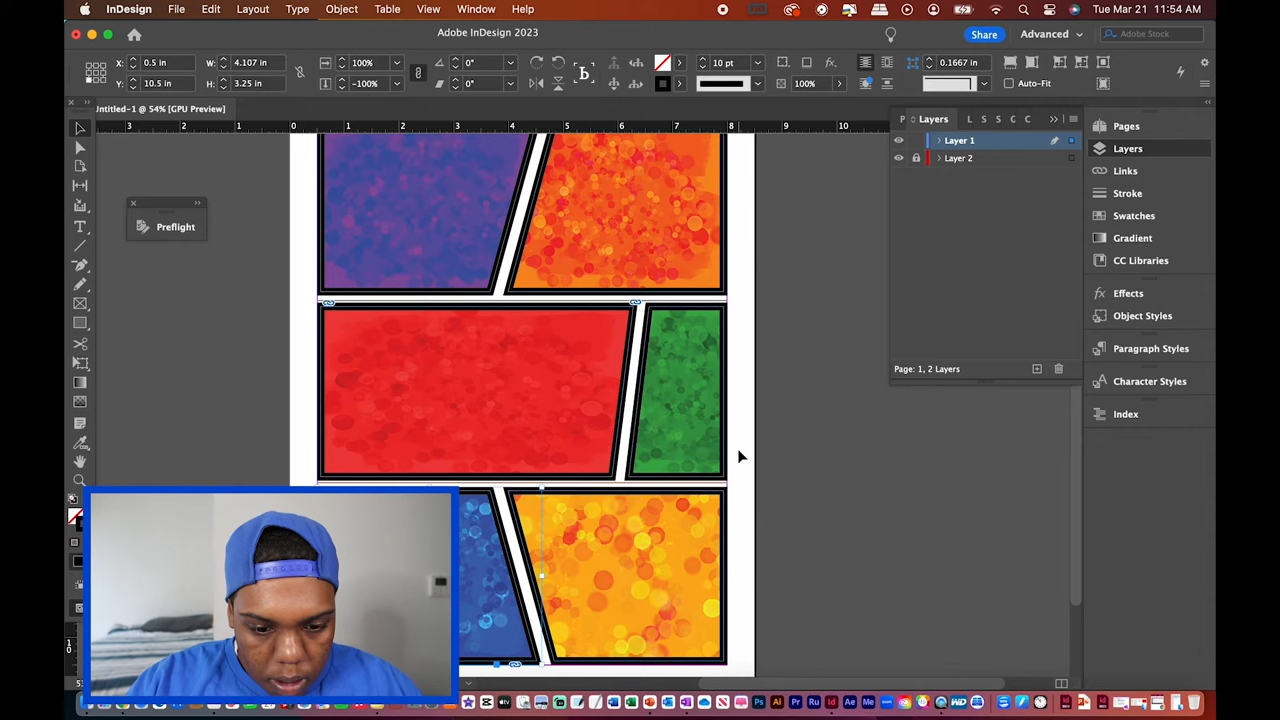 InDesign File Edit Layout Type Object Table View Window Help Tue Mar 21 11:54 AM
Adobe InDesign 2023 Share Advanced Adobe Stock
X: 0.5 in W: 4.107 in 100% 0° 10 pt fx. 0.1667 in
Y: 10.5 in H: 3.25 in -100% 0° 100% Auto-Fit
Untitled-1 @ 54% [GPU Preview]
3 2 1 0 1 2 3 4 5 6 7 8 9 10
P Layers L S S C C
Layer 1
Layer 2
Page: 1, 2 Layers
Preflight
Pages
Layers
Links
Stroke
Swatches
Gradient
CC Libraries
Effects
Object Styles
Paragraph Styles
Character Styles
Index